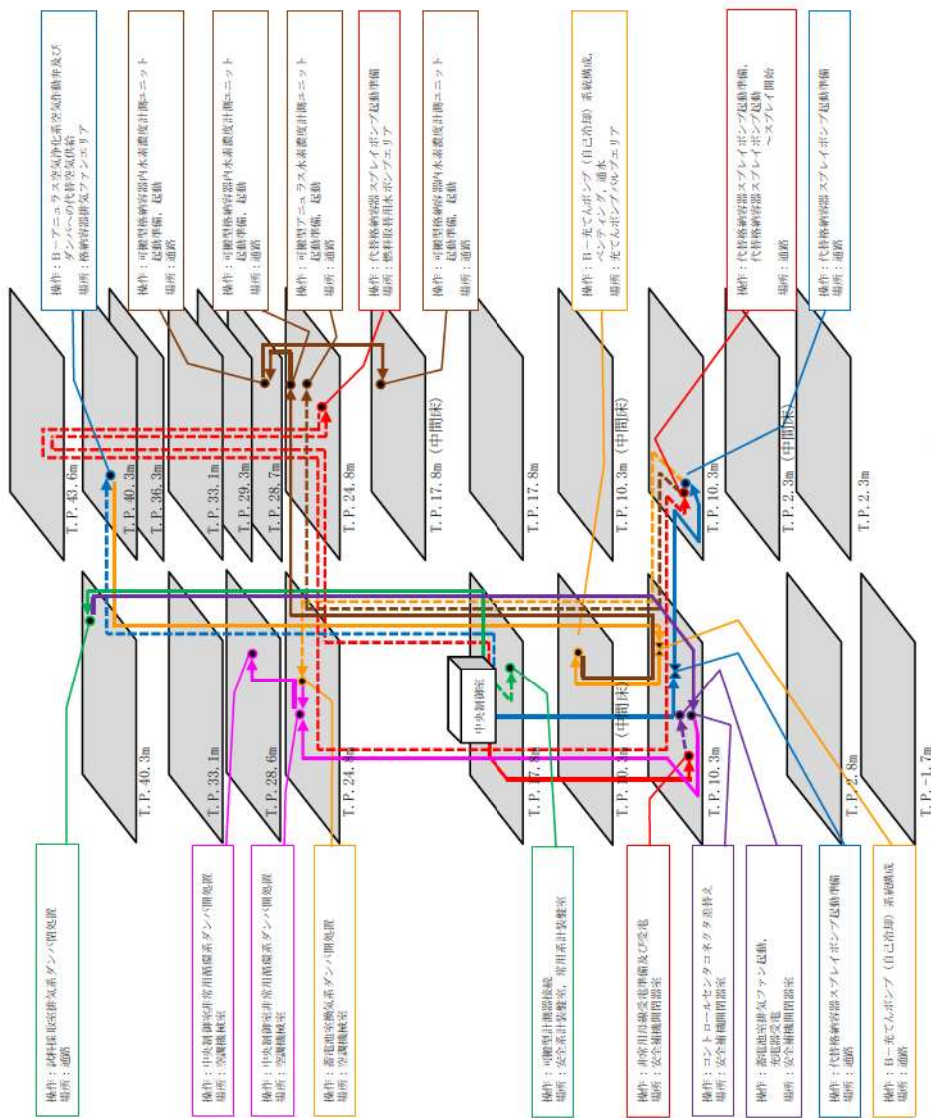 操作：B－アニュラス空気浄化系空気作動弁及び
ダンパへの代替空気供給
場所：格納容器排気ファンエリア
操作：可搬型格納容器内水素濃度計測ユニット
起動準備，起動
場所：通路
操作：可搬型格納容器内水素濃度計測ユニット
起動準備，起動
場所：通路
操作：可搬型アニュラス水素濃度計測ユニット
起動準備，起動
場所：通路
操作：代替格納容器スプレイポンプ起動準備
場所：燃料取替用水ポンプエリア
操作：可搬型格納容器内水素濃度計測ユニット
起動準備，起動
場所：通路
操作：B－充てんポンプ（自己冷却）系統構成，
ベンティング，通水
場所：充てんポンプバルブエリア
操作：代替格納容器スプレイポンプ起動準備，
代替格納容器スプレイポンプ起動
～スプレイ開始
場所：通路
操作：代替格納容器スプレイポンプ起動準備
場所：通路
T.P.43.6m
T.P.40.3m
T.P.36.3m
T.P.33.1m
T.P.29.3m
T.P.28.7m
T.P.24.8m
T.P.17.8m（中間床）
T.P.17.8m
T.P.10.3m（中間床）
T.P.10.3m
T.P.2.3m（中間床）
T.P.2.3m
中央制御室
T.P.40.3m
T.P.33.1m
T.P.28.6m
T.P.24.8m
T.P.17.8m
T.P.10.3m（中間床）
T.P.10.3m
T.P.2.8m
T.P.-1.7m
操作：試料採取室排気系ダンパ閉処置
場所：通路
操作：中央制御室非常用循環系ダンパ開処置
場所：空調機械室
操作：中央制御室非常用循環系ダンパ開処置
場所：空調機械室
操作：蓄電池室換気系ダンパ開処置
場所：空調機械室
操作：可搬型計測器接続
場所：安全系計装盤室，常用系計装盤室
操作：非常用母線受電準備及び受電
場所：安全補機開閉器室
操作：コントロールセンタコネクタ差替え
場所：安全補機開閉器室
操作：蓄電池室排気ファン起動，
充電器受電
場所：安全補機開閉器室
操作：代替格納容器スプレイポンプ起動準備
場所：通路
操作：B－充てんポンプ（自己冷却）系統構成
場所：通路